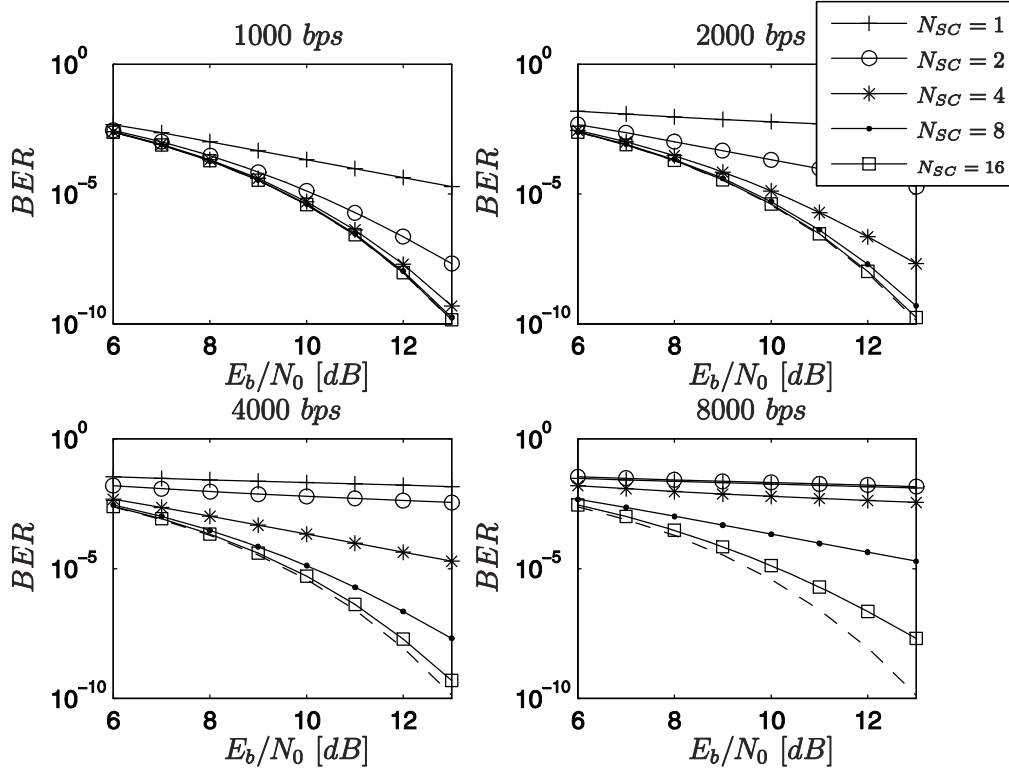 1000 bps
10^0
10^-5
10^-10
BER
6 8 10 12
E_b/N_0 [dB]
2000 bps
10^0
10^-5
10^-10
BER
6 8 10 12
E_b/N_0 [dB]
N_SC = 1
N_SC = 2
N_SC = 4
N_SC = 8
N_SC = 16
4000 bps
10^0
10^-5
10^-10
BER
6 8 10 12
E_b/N_0 [dB]
8000 bps
10^0
10^-5
10^-10
BER
6 8 10 12
E_b/N_0 [dB]